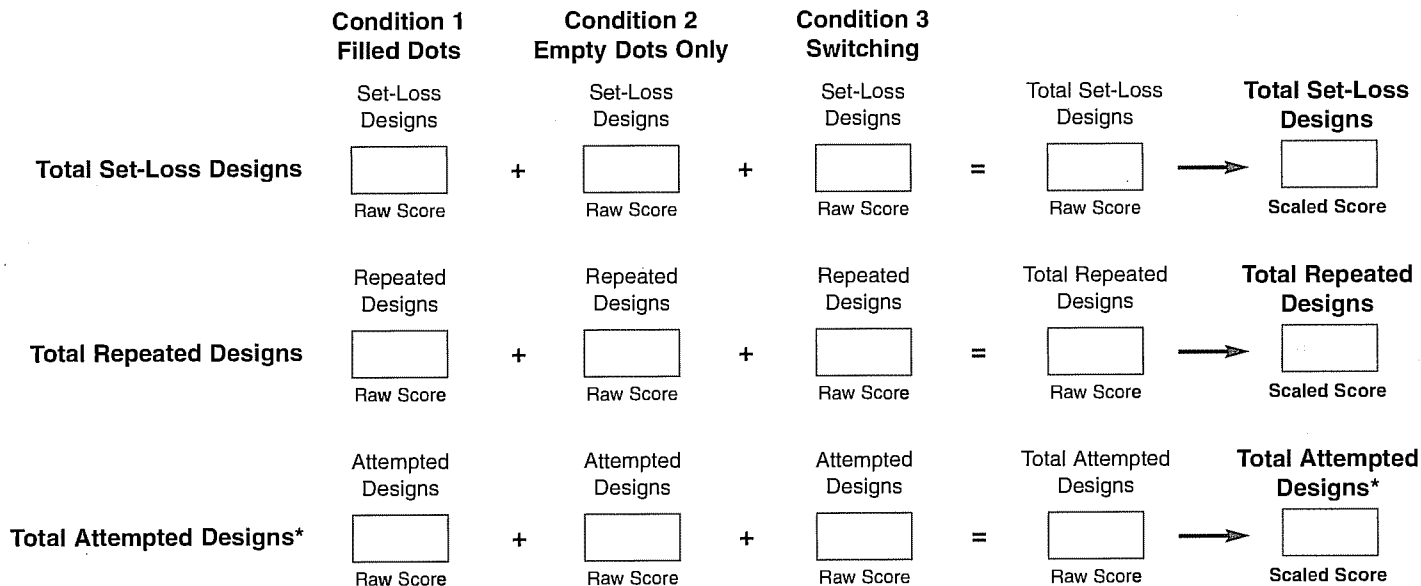 Condition 1 Condition 2 Condition 3
Filled Dots Empty Dots Only Switching
Set-Loss Set-Loss Set-Loss Total Set-Loss Total Set-Loss
Designs Designs Designs Designs Designs
Total Set-Loss Designs + + =
Raw Score Raw Score Raw Score Raw Score Scaled Score
Repeated Repeated Repeated Total Repeated Total Repeated
Designs Designs Designs Designs Designs
Total Repeated Designs + + =
Raw Score Raw Score Raw Score Raw Score Scaled Score
Attempted Attempted Attempted Total Attempted Total Attempted
Designs Designs Designs Designs Designs*
Total Attempted Designs* + + =
Raw Score Raw Score Raw Score Raw Score Scaled Score